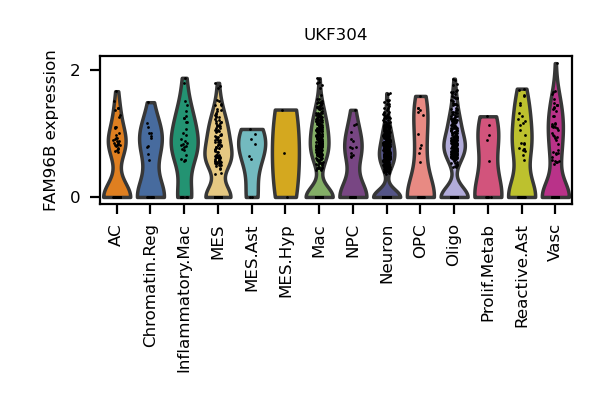 UKF304
FAM96B expression
2
0
AC
Chromatin.Reg
Inflammatory.Mac
MES
MES.Ast
MES.Hyp
Mac
NPC
Neuron
OPC
Oligo
Prolif.Metab
Reactive.Ast
Vasc